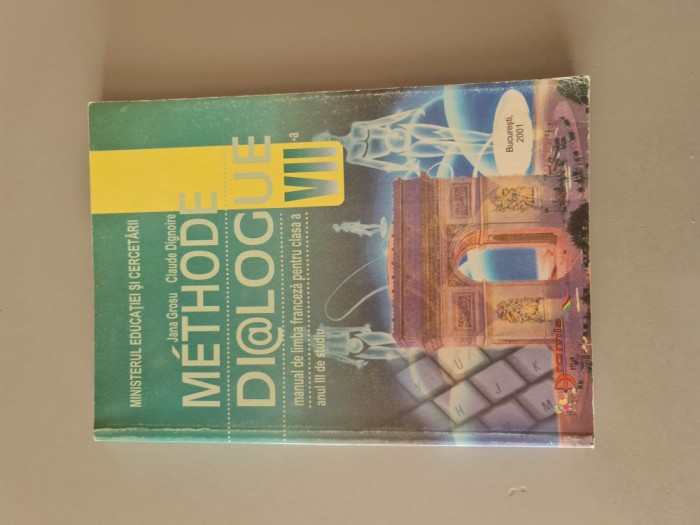 MINISTERUL EDUCAȚIEI ȘI CERCETĂRII
Jana Grosu Claude Dignoire
MÉTHODE
DI@LOGUE
manual de limba franceză pentru clasa a VII-a
anul III de studiu
București,
2001
U
H J K
M